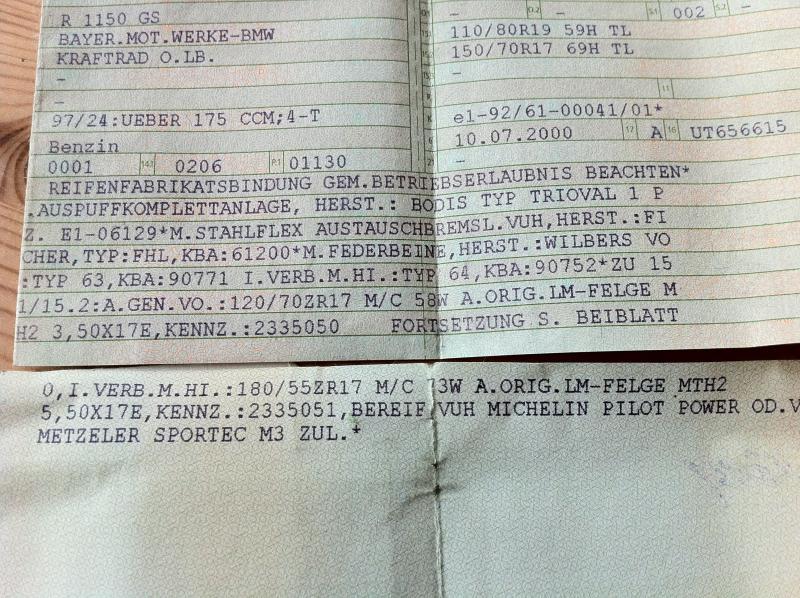 R 1150 GS
BAYER.MOT.WERKE-BMW
KRAFTRAD O.LB.
–
–
97/24:UEBER 175 CCM;4-T
Benzin
0001 14.1 0206 P.1 01130
– – 002 –
110/80R19 59H TL
150/70R17 69H TL
–
e1-92/61-00041/01*
10.07.2000 17 A 16 UT656615
–
REIFENFABRIKATSBINDUNG GEM.BETRIEBSERLAUBNIS BEACHTEN*
.AUSPUFFKOMPLETTANLAGE, HERST.: BODIS TYP TRIOVAL 1 P
Z. E1-06129*M.STAHLFLEX AUSTAUSCHBREMSL.VUH,HERST.:FI
CHER,TYP:FHL,KBA:61200*M.FEDERBEINE,HERST.:WILBERS VO
:TYP 63,KBA:90771 I.VERB.M.HI.:TYP 64,KBA:90752*ZU 15
1/15.2:A.GEN.VO.:120/70ZR17 M/C 58W A.ORIG.LM-FELGE M
H2 3,50X17E,KENNZ.:2335050 FORTSETZUNG S. BEIBLATT
0,I.VERB.M.HI.:180/55ZR17 M/C 73W A.ORIG.LM-FELGE MTH2
5,50X17E,KENNZ.:2335051,BEREIF.VUH MICHELIN PILOT POWER OD.V
METZELER SPORTEC M3 ZUL.*